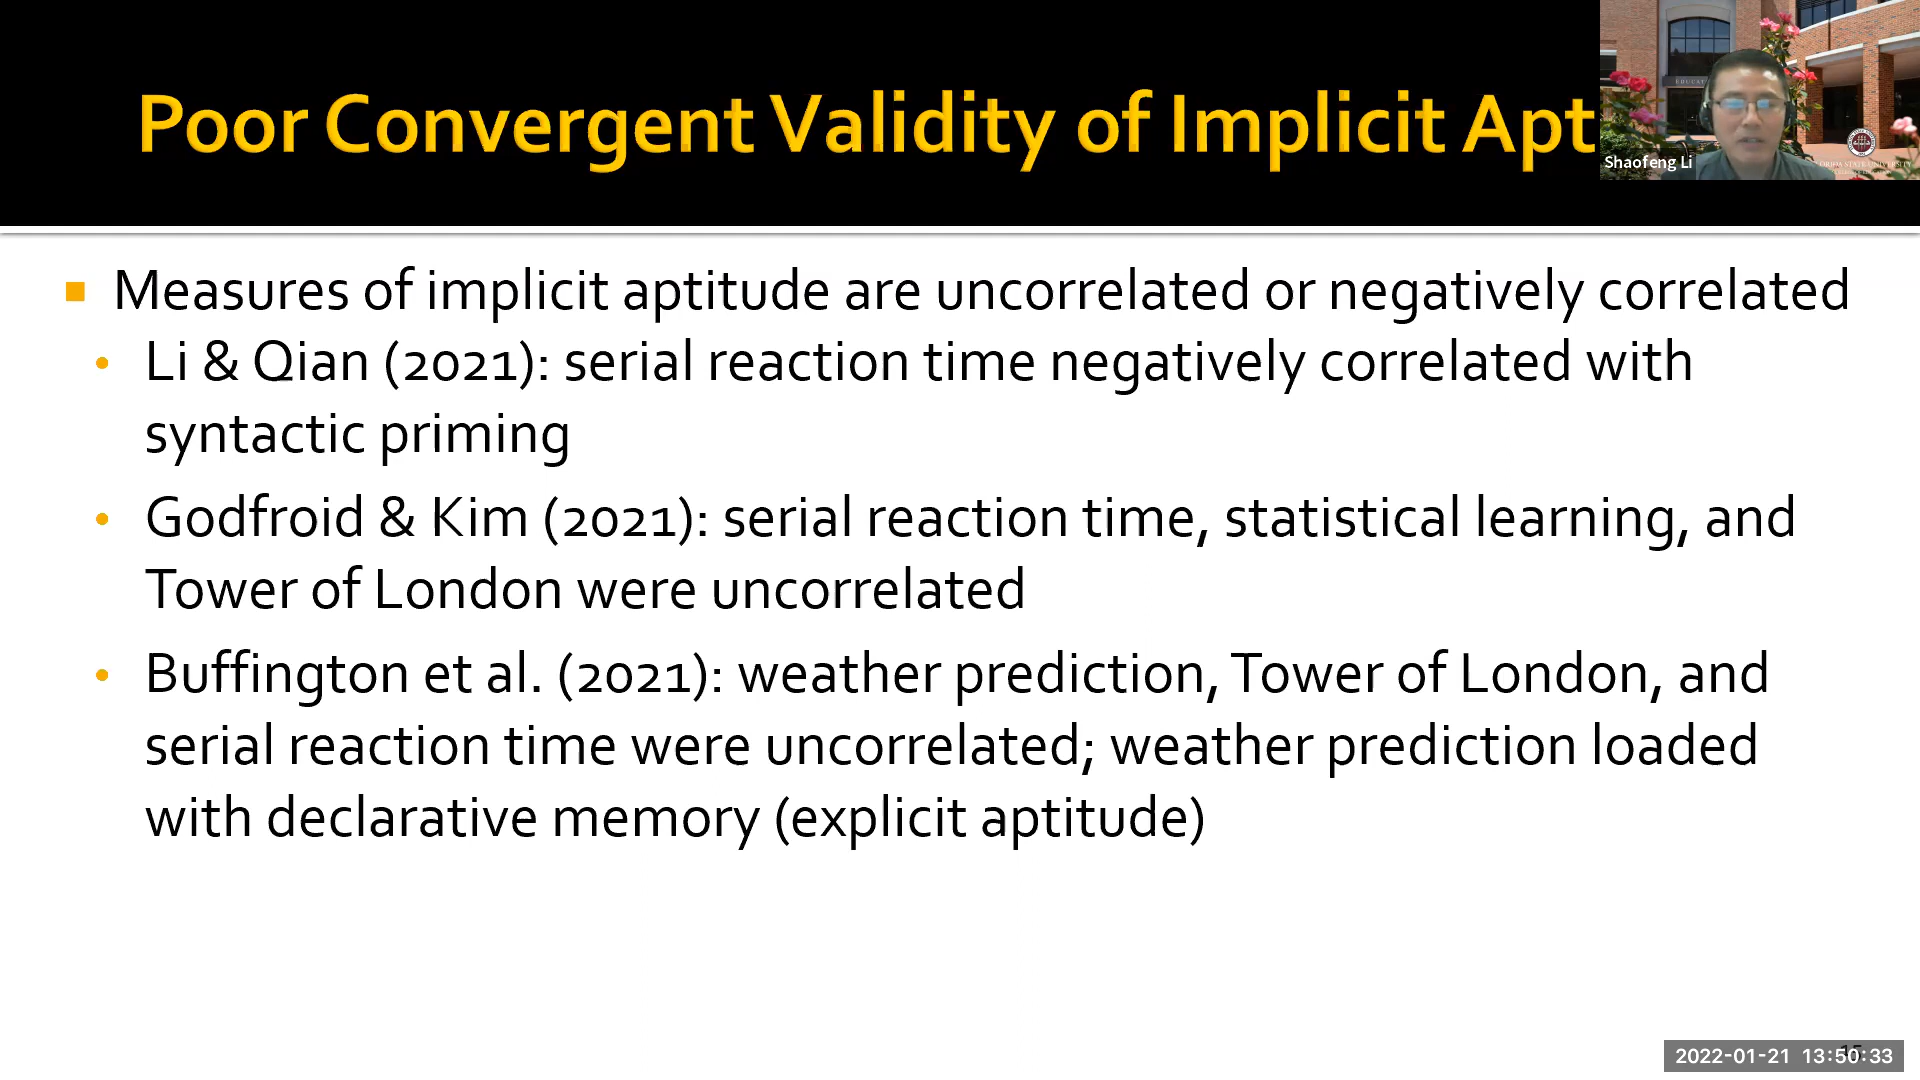 Poor Convergent Validity of Implicit Apt
Shaofeng Li
Measures of implicit aptitude are uncorrelated or negatively correlated
Li & Qian (2021): serial reaction time negatively correlated with
syntactic priming
Godfroid & Kim (2021): serial reaction time, statistical learning, and
Tower of London were uncorrelated
Buffington et al. (2021): weather prediction, Tower of London, and
serial reaction time were uncorrelated; weather prediction loaded
with declarative memory (explicit aptitude)
2022-01-21 13:50:33